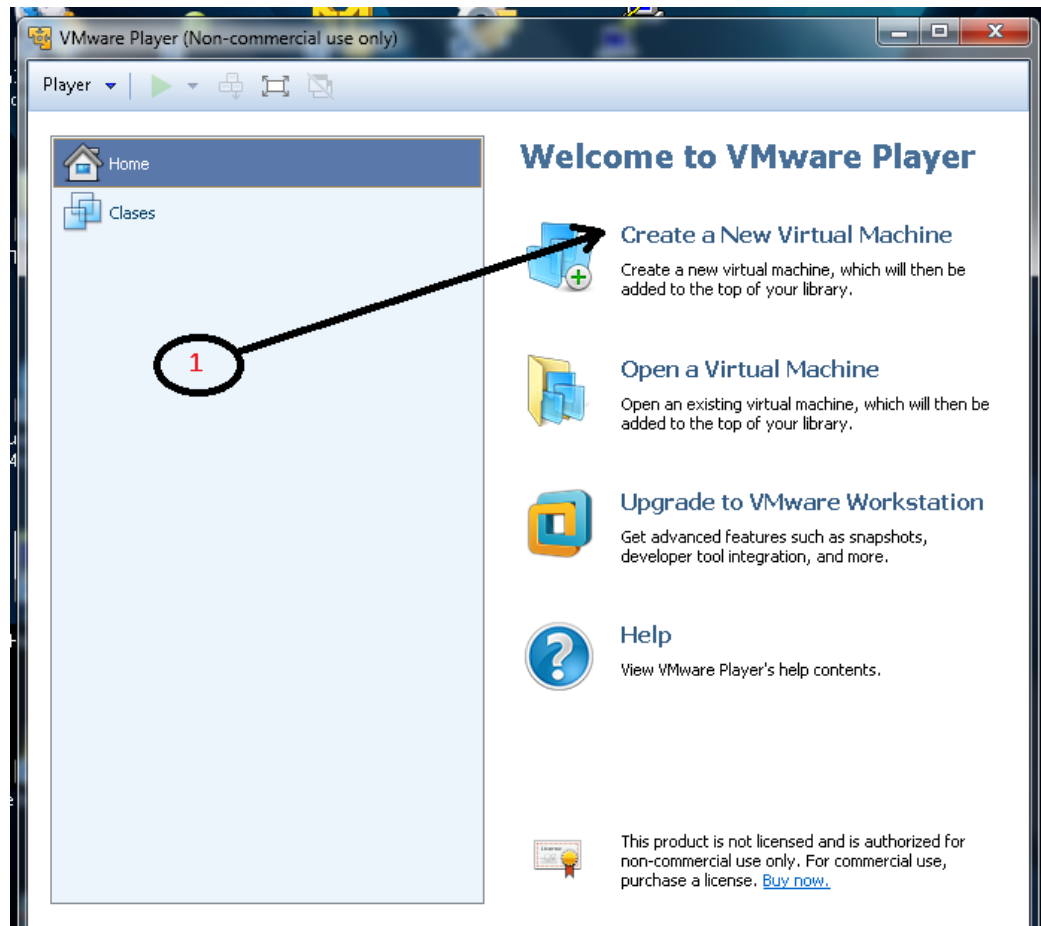 VMware Player (Non-commercial use only)
Player
Home
Clases
1
Welcome to VMware Player
Create a New Virtual Machine
Create a new virtual machine, which will then be
added to the top of your library.
Open a Virtual Machine
Open an existing virtual machine, which will then be
added to the top of your library.
Upgrade to VMware Workstation
Get advanced features such as snapshots,
developer tool integration, and more.
Help
View VMware Player's help contents.
This product is not licensed and is authorized for
non-commercial use only. For commercial use,
purchase a license. Buy now.